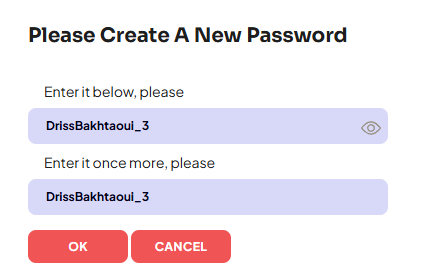 Please Create A New Password
Enter it below, please
DrissBakhtaoui_3
Enter it once more, please
DrissBakhtaoui_3
OK CANCEL